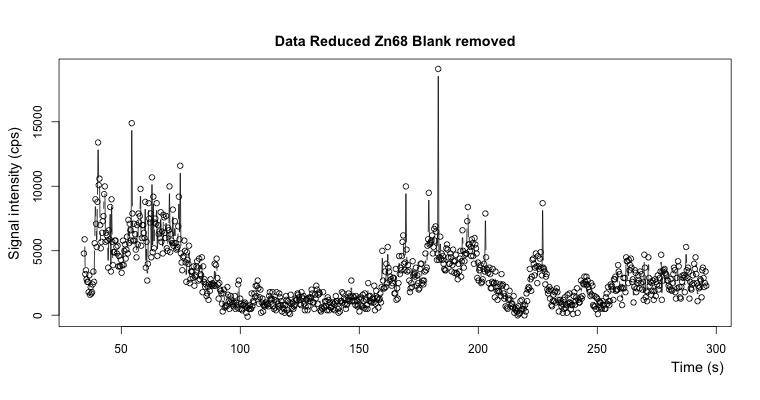 Data Reduced Zn68 Blank removed
Signal intensity (cps)
15000
10000
5000
0
50 100 150 200 250 300
Time (s)